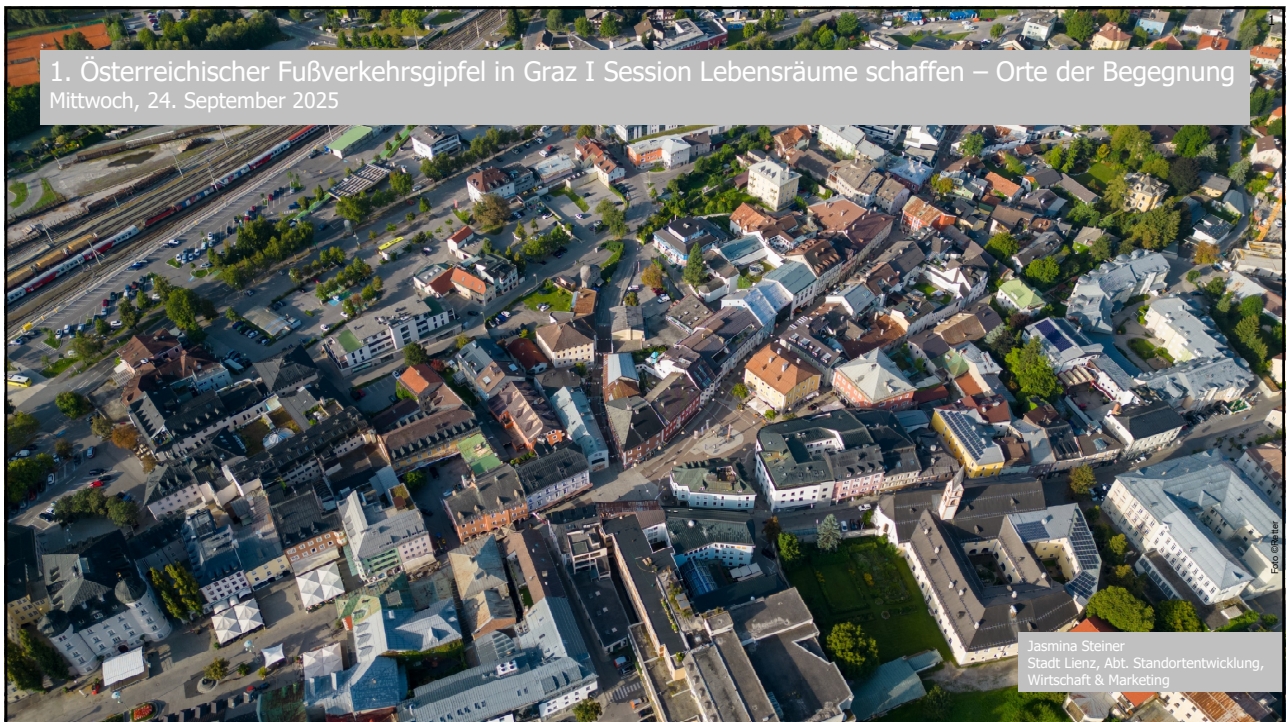 1
1. Österreichischer Fußverkehrsgipfel in Graz I Session Lebensräume schaffen – Orte der Begegnung
Mittwoch, 24. September 2025
Jasmina Steiner
Stadt Lienz, Abt. Standortentwicklung,
Wirtschaft & Marketing